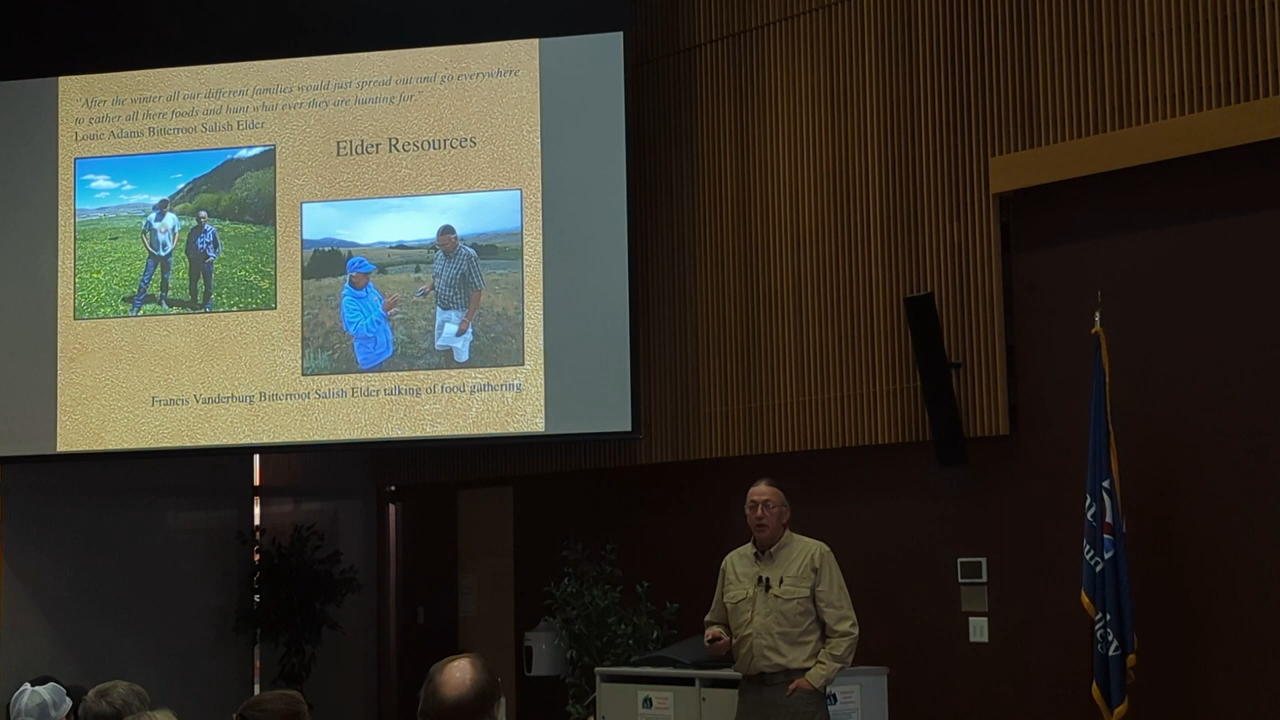 "After the winter all our different families would just spread out and go everywhere
to gather all there foods and hunt what ever they are hunting for."
Louie Adams Bitterroot Salish Elder
Elder Resources
Francis Vanderburg Bitterroot Salish Elder talking of food gathering.